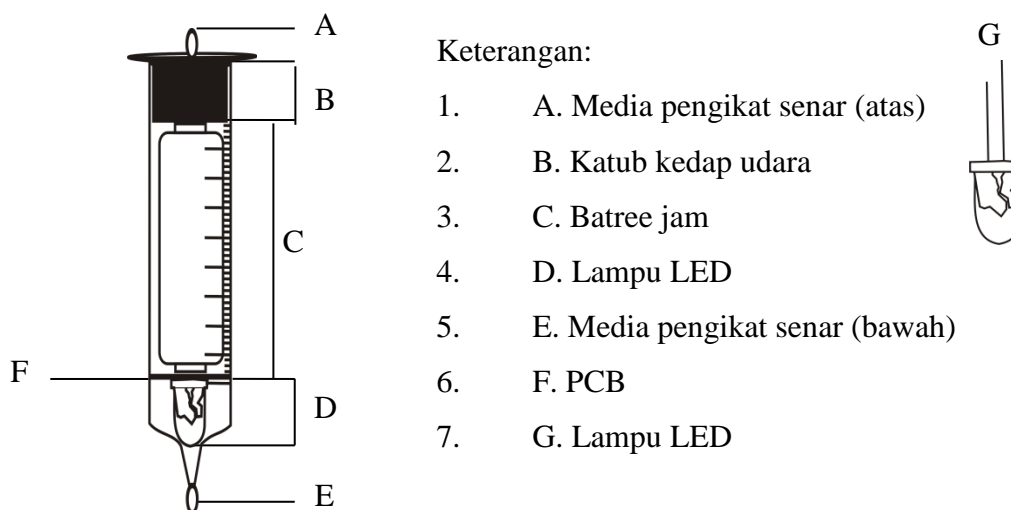 A
B
C
F
D
E
Keterangan:
1. A. Media pengikat senar (atas)
2. B. Katub kedap udara
3. C. Batree jam
4. D. Lampu LED
5. E. Media pengikat senar (bawah)
6. F. PCB
7. G. Lampu LED
G